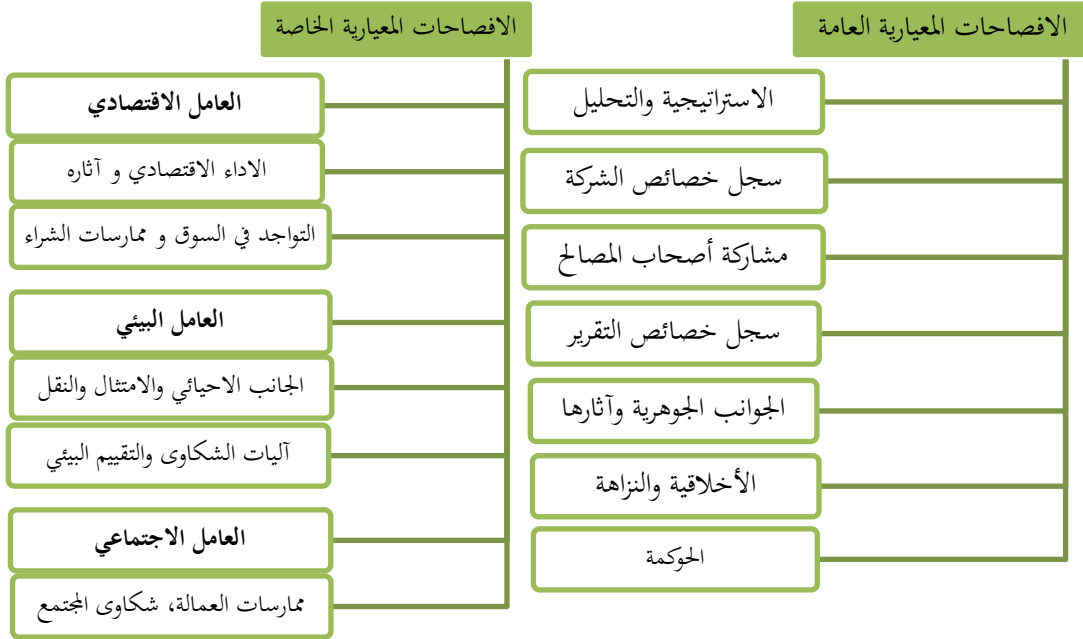 الافصاحات المعيارية العامة
الاستراتيجية والتحليل
سجل خصائص الشركة
مشاركة أصحاب المصالح
سجل خصائص التقرير
الجوانب الجوهرية وآثارها
الأخلاقية والنزاهة
الحوكمة
الافصاحات المعيارية الخاصة
العامل الاقتصادي
الاداء الاقتصادي و آثاره
التواجد في السوق و ممارسات الشراء
العامل البيئي
الجانب الاحيائي والامتثال والنقل
آليات الشكاوى والتقييم البيئي
العامل الاجتماعي
ممارسات العمالة، شكاوى المجتمع